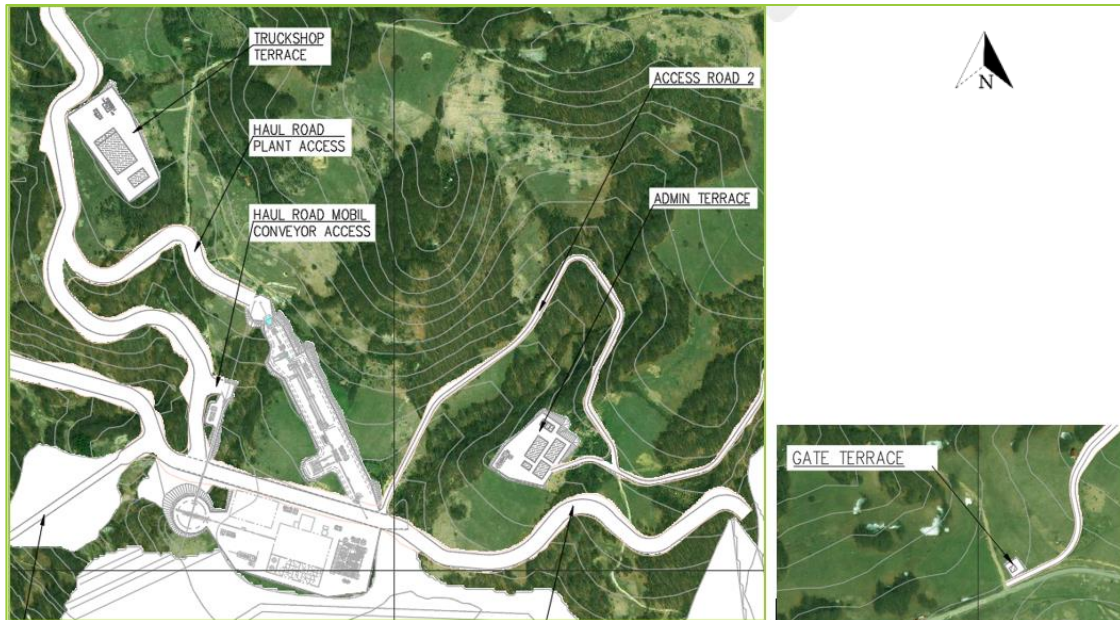 TRUCKSHOP
TERRACE
HAUL ROAD
PLANT ACCESS
HAUL ROAD MOBIL
CONVEYOR ACCESS
ACCESS ROAD 2
ADMIN TERRACE
N
GATE TERRACE